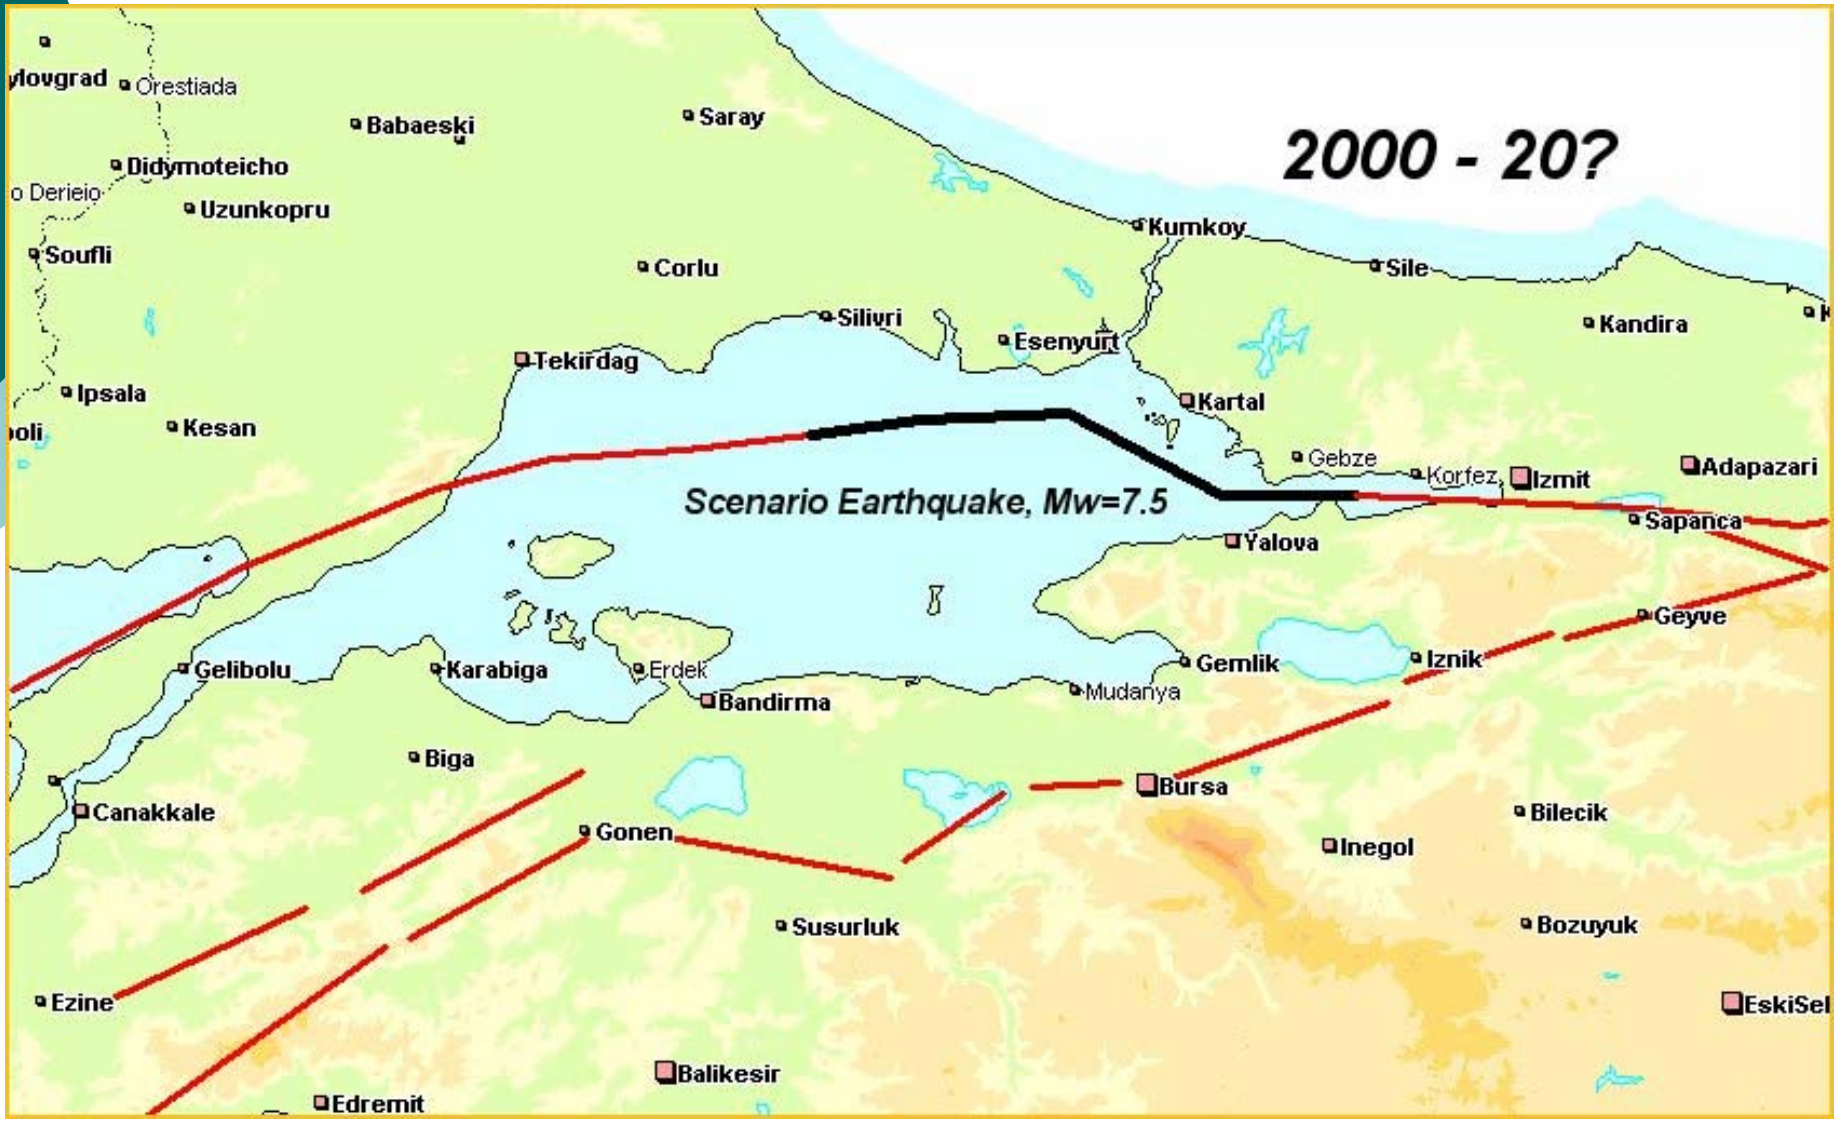 ylovgrad
Orestiada
Babaeski
Saray
2000 - 20?
Didymoteicho
o Derieio
Uzunkopru
Kumkoy
Soufli
Corlu
Sile
Silivri
Kandira
K
Esenyurt
Tekirdag
Ipsala
Kartal
oli
Kesan
Gebze
Adapazari
Korfez
Izmit
Scenario Earthquake, Mw=7.5
Sapanca
Yalova
Geyve
Gelibolu
Karabiga
Erdek
Gemlik
Iznik
Bandirma
Mudanya
Biga
Bursa
Canakkale
Gonen
Bilecik
Inegol
Susurluk
Bozuyuk
Ezine
EskiSeh
Balikesir
Edremit